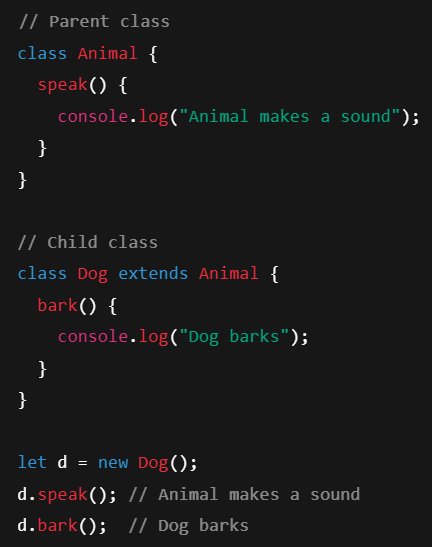 // Parent class
class Animal {
  speak() {
    console.log("Animal makes a sound");
  }
}

// Child class
class Dog extends Animal {
  bark() {
    console.log("Dog barks");
  }
}

let d = new Dog();
d.speak(); // Animal makes a sound
d.bark();  // Dog barks